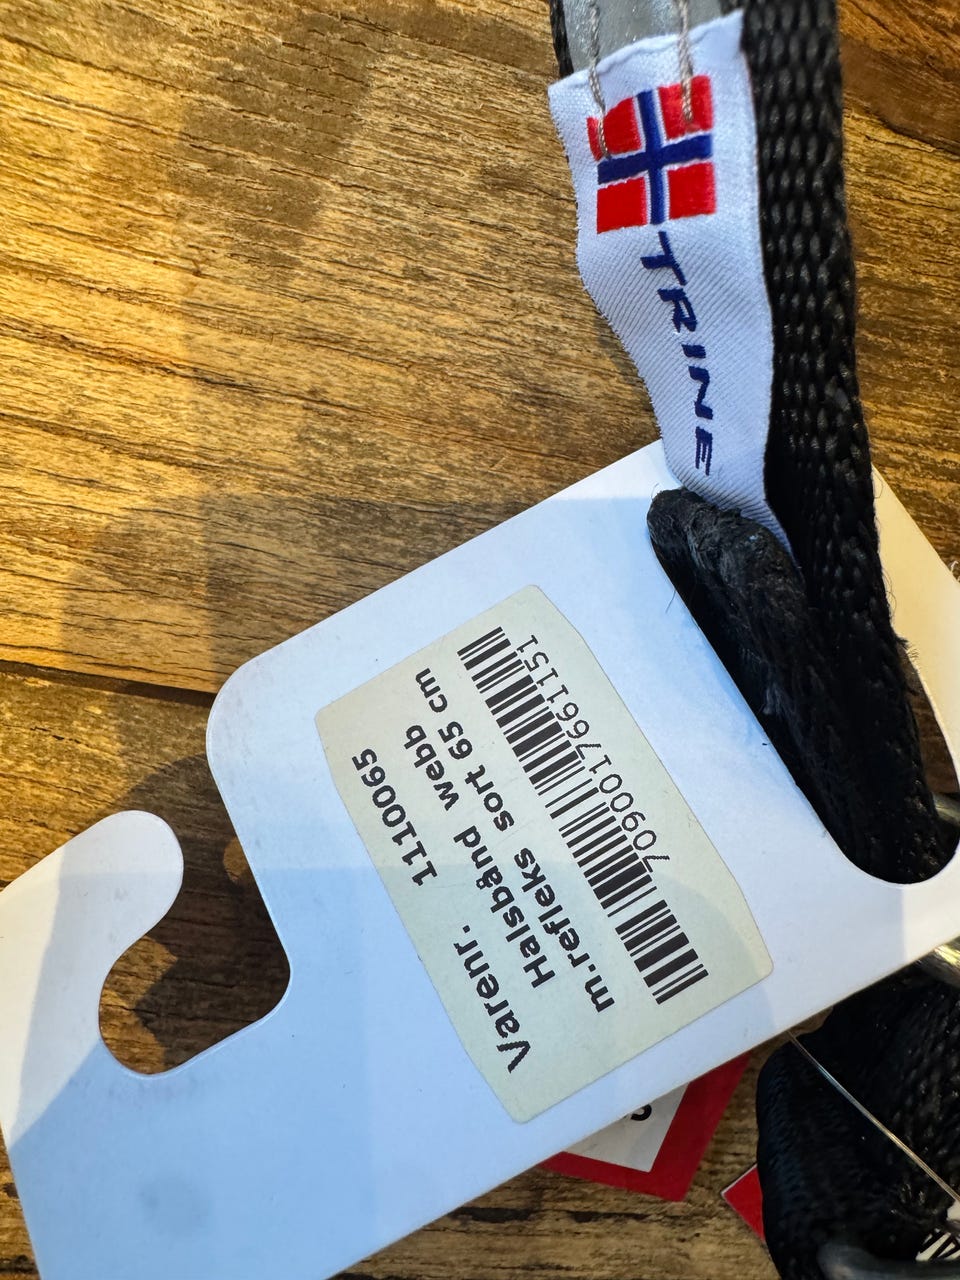 TRINE
Varenr. 1110065
Halsbånd webb
m.refleks sort 65 cm
7090017661151